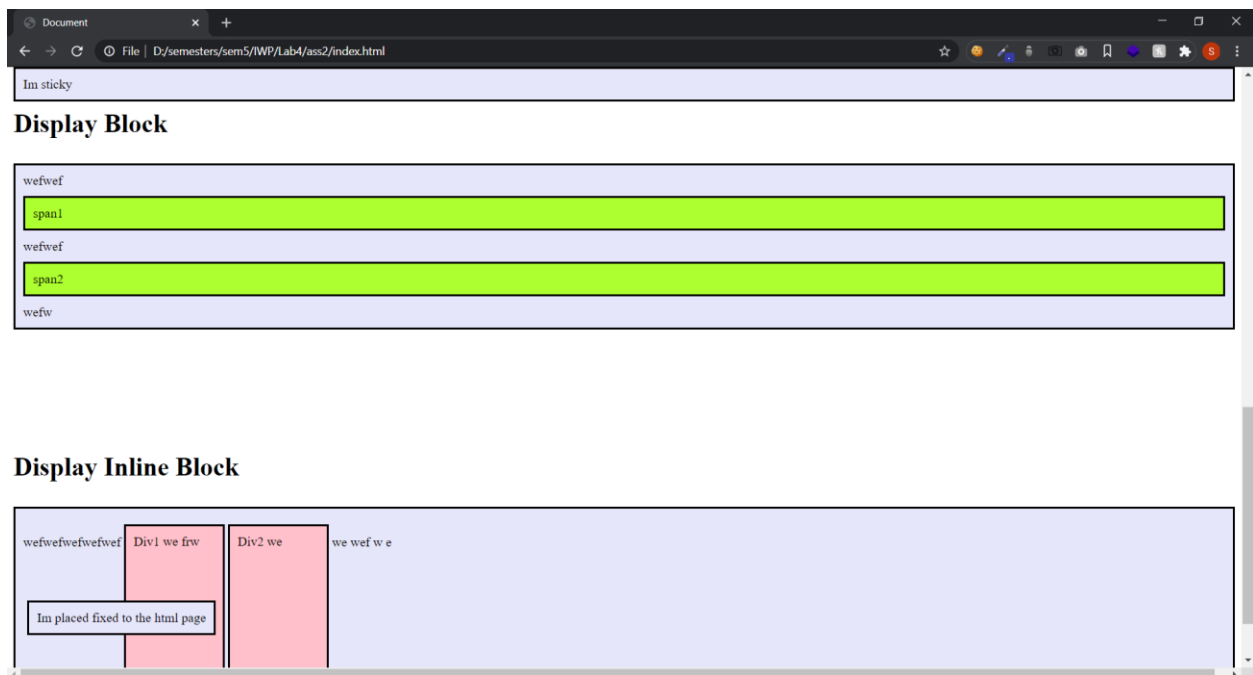 Document
File | D:/semesters/sem5/IWP/Lab4/ass2/index.html
S
Im sticky
Display Block
wefwef
span1
wefwef
span2
wefw
Display Inline Block
wefwefwefwefwef Div1 we frw Div2 we we wef w e
Im placed fixed to the html page